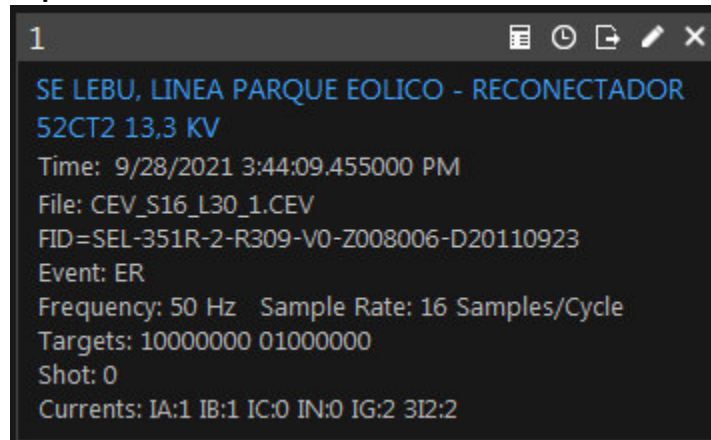 1
SE LEBU, LINEA PARQUE EOLICO - RECONECTADOR
52CT2 13,3 KV
Time: 9/28/2021 3:44:09.455000 PM
File: CEV_S16_L30_1.CEV
FID=SEL-351R-2-R309-V0-Z008006-D20110923
Event: ER
Frequency: 50 Hz Sample Rate: 16 Samples/Cycle
Targets: 10000000 01000000
Shot: 0
Currents: IA:1 IB:1 IC:0 IN:0 IG:2 3I2:2